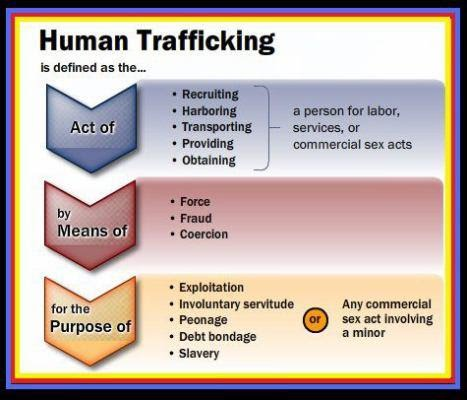 Human Trafficking
is defined as the...
Act of
• Recruiting
• Harboring
• Transporting
• Providing
• Obtaining
a person for labor,
services, or
commercial sex acts
by
Means of
• Force
• Fraud
• Coercion
for the
Purpose of
• Exploitation
• Involuntary servitude
• Peonage
• Debt bondage
• Slavery
or
Any commercial
sex act involving
a minor